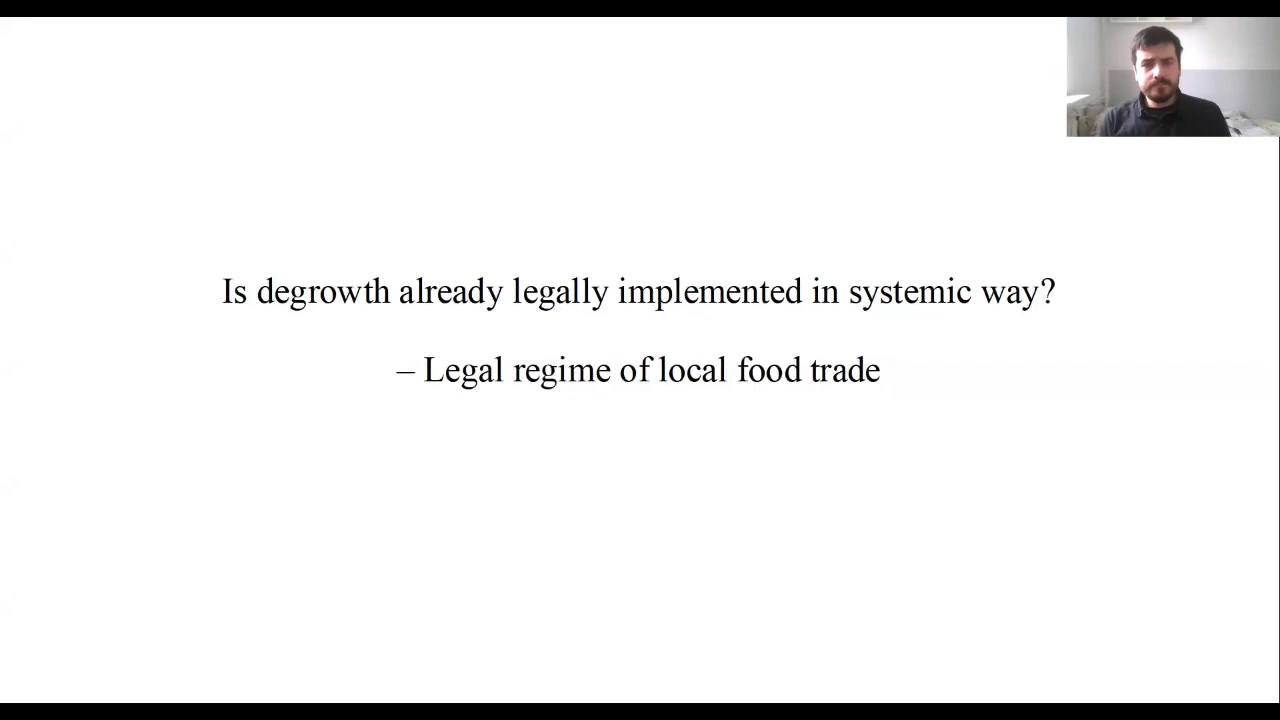 Is degrowth already legally implemented in systemic way?
– Legal regime of local food trade